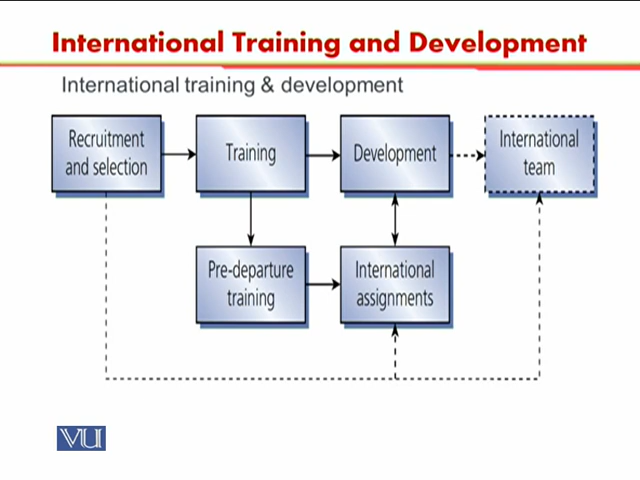 International Training and Development
International training & development
Recruitment
and selection
Training
Development
International
team
Pre-departure
training
International
assignments
VU